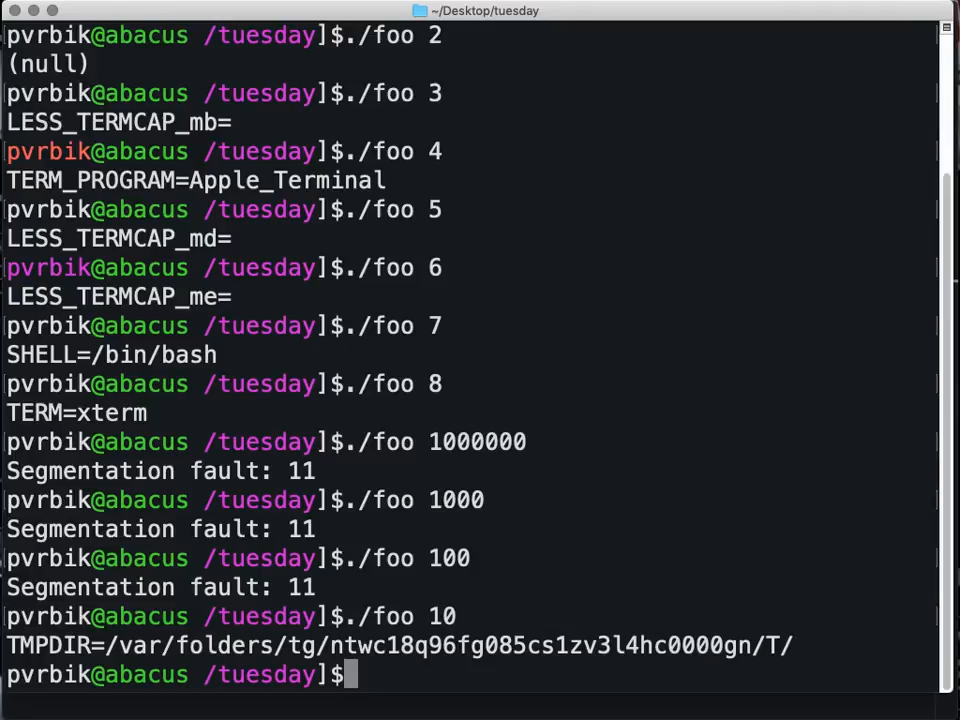 ~/Desktop/tuesday
pvrbik@abacus /tuesday]$./foo 2
(null)
pvrbik@abacus /tuesday]$./foo 3
LESS_TERMCAP_mb=
pvrbik@abacus /tuesday]$./foo 4
TERM_PROGRAM=Apple_Terminal
pvrbik@abacus /tuesday]$./foo 5
LESS_TERMCAP_md=
pvrbik@abacus /tuesday]$./foo 6
LESS_TERMCAP_me=
pvrbik@abacus /tuesday]$./foo 7
SHELL=/bin/bash
pvrbik@abacus /tuesday]$./foo 8
TERM=xterm
pvrbik@abacus /tuesday]$./foo 1000000
Segmentation fault: 11
pvrbik@abacus /tuesday]$./foo 1000
Segmentation fault: 11
pvrbik@abacus /tuesday]$./foo 100
Segmentation fault: 11
pvrbik@abacus /tuesday]$./foo 10
TMPDIR=/var/folders/tg/ntwc18q96fg085cs1zv3l4hc0000gn/T/
pvrbik@abacus /tuesday]$